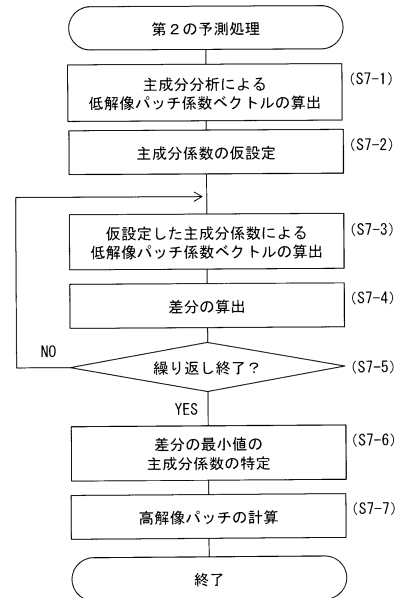 第2の予測処理
主成分分析による
低解像パッチ係数ベクトルの算出
(S7-1)
主成分係数の仮設定
(S7-2)
仮設定した主成分係数による
低解像パッチ係数ベクトルの算出
(S7-3)
差分の算出
(S7-4)
NO
繰り返し終了?
(S7-5)
YES
差分の最小値の
主成分係数の特定
(S7-6)
高解像パッチの計算
(S7-7)
終了